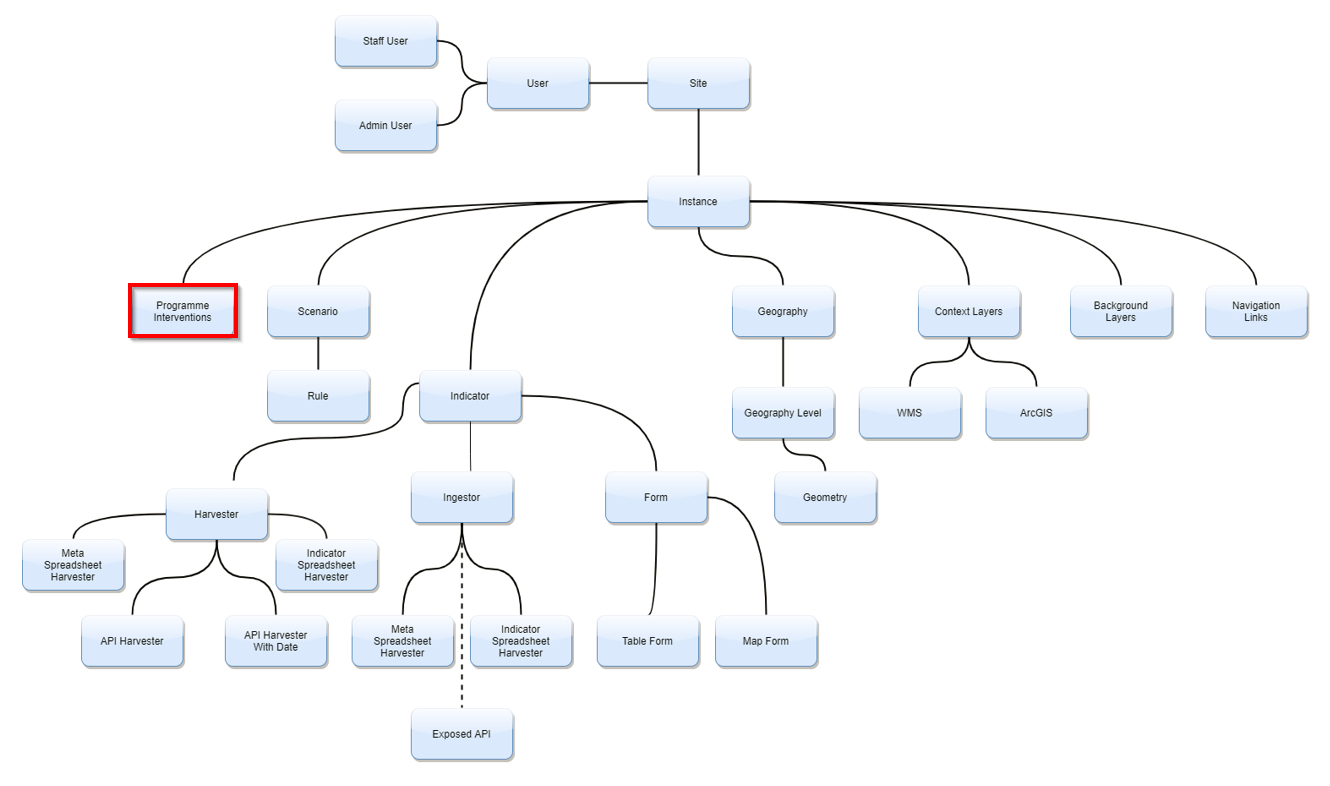 Staff User
User
Site
Admin User
Instance
Programme
Interventions
Scenario
Geography
Context Layers
Background
Layers
Navigation
Links
Rule
Indicator
Geography Level
WMS
ArcGIS
Harvester
Ingestor
Form
Geometry
Meta
Spreadsheet
Harvester
Indicator
Spreadsheet
Harvester
API Harvester
API Harvester
With Date
Meta
Spreadsheet
Harvester
Indicator
Spreadsheet
Harvester
Table Form
Map Form
Exposed API